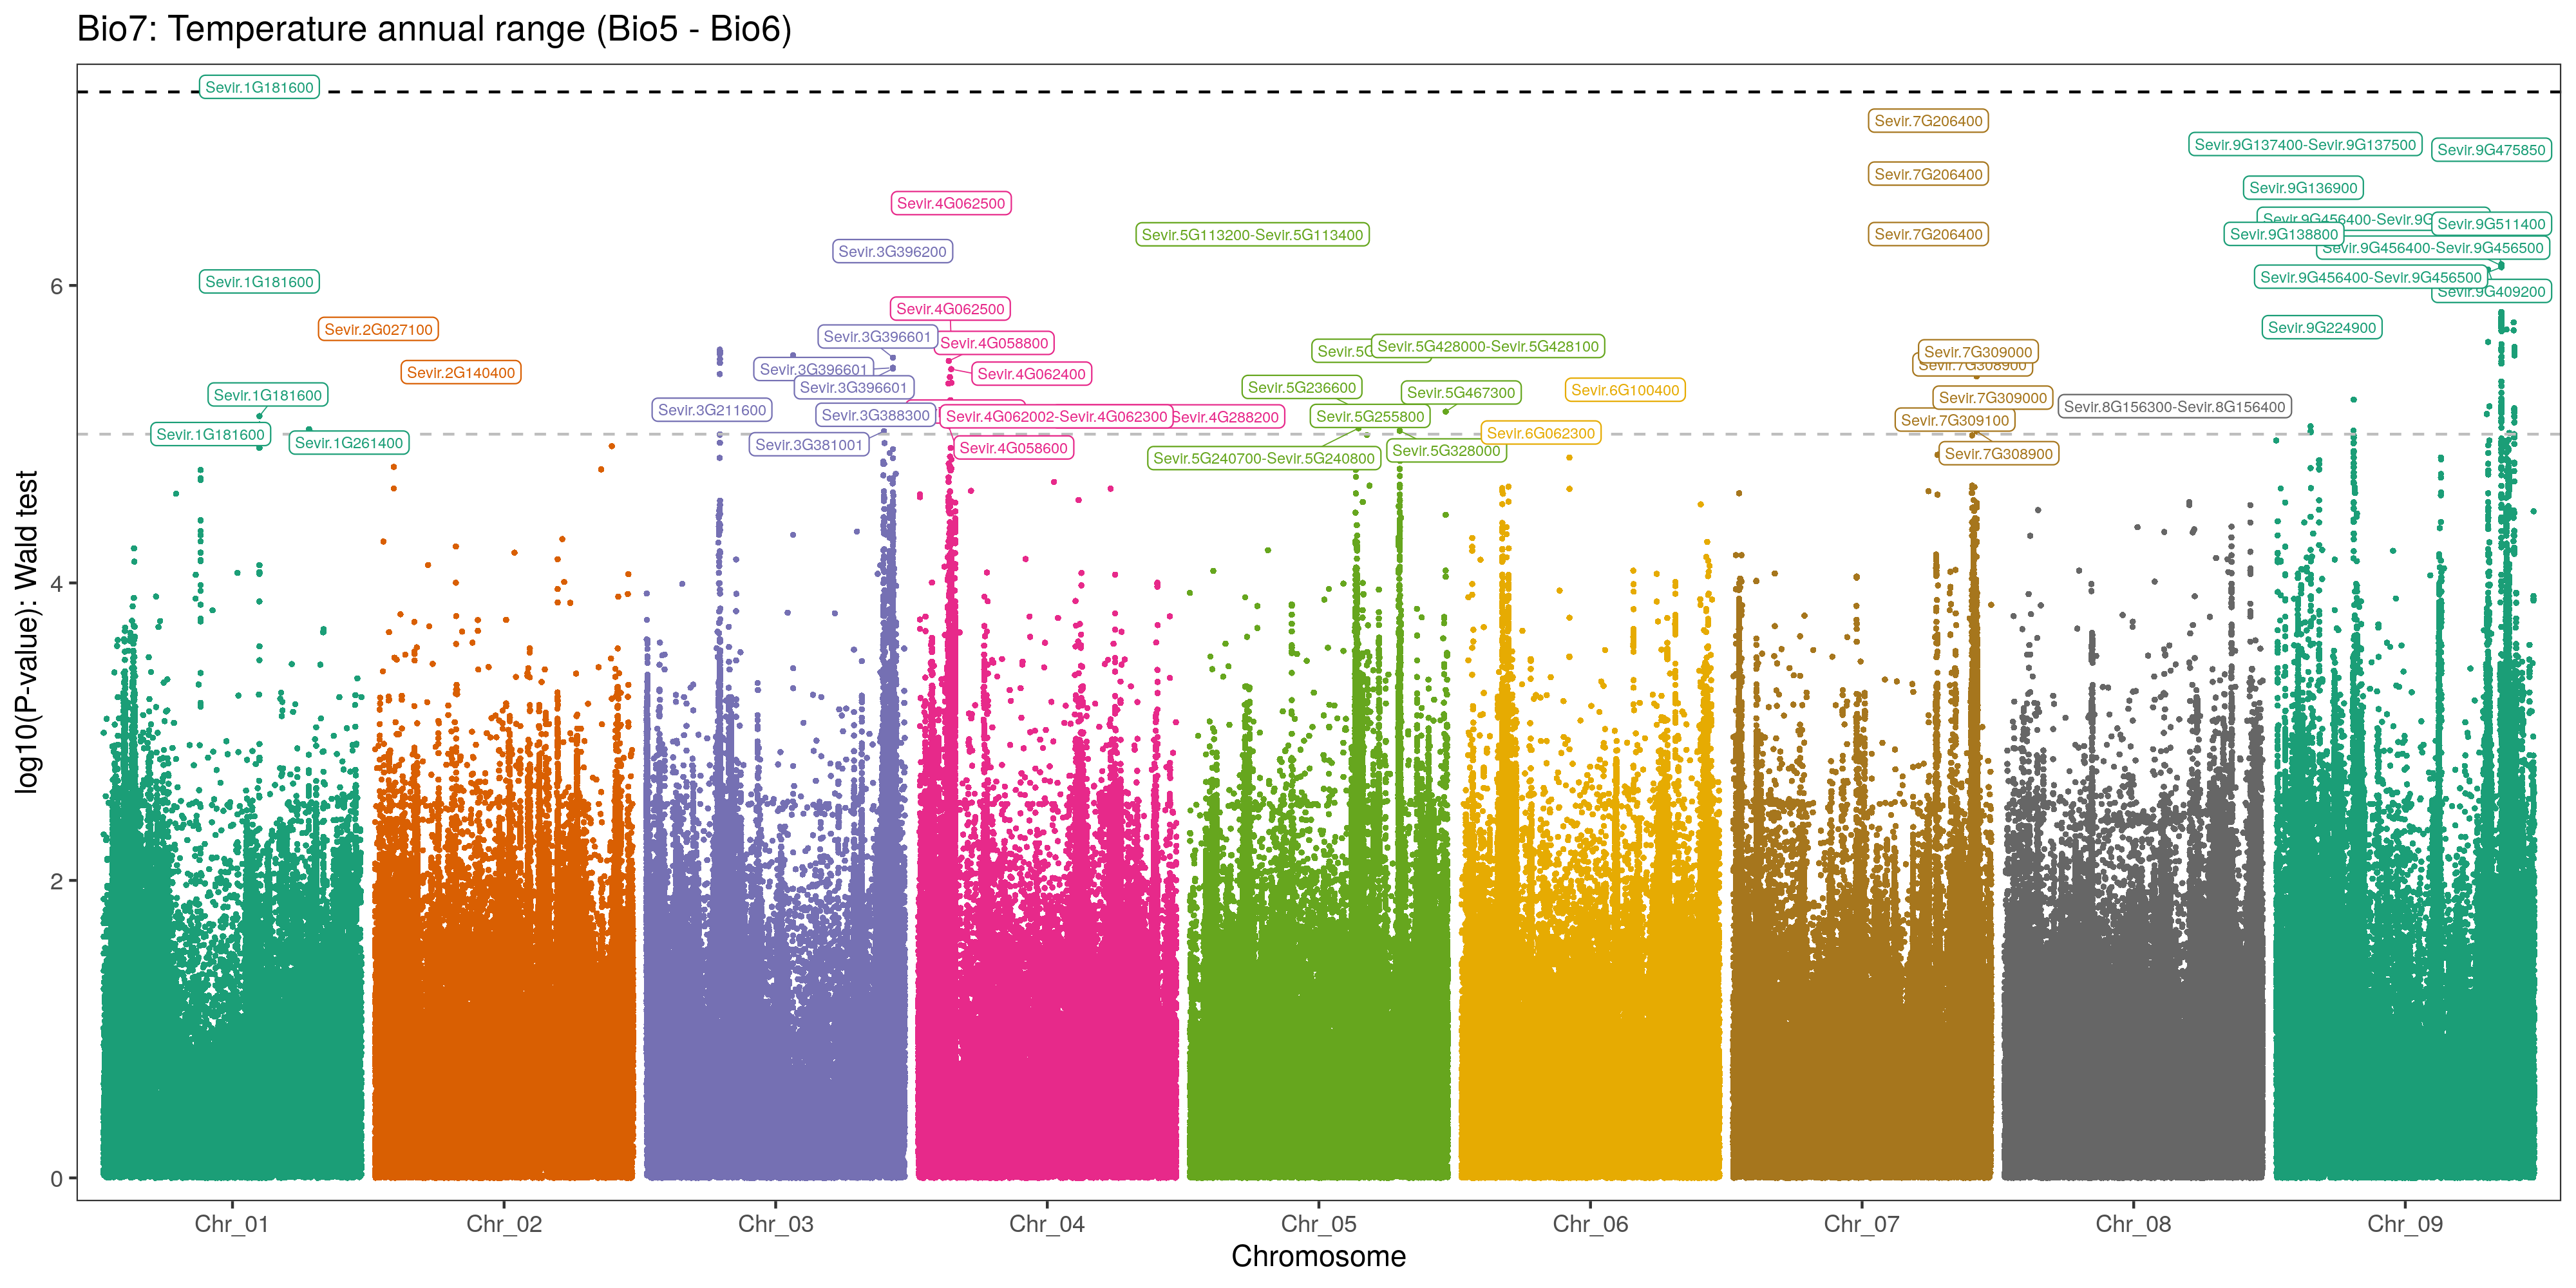 Bio7: Temperature annual range (Bio5 - Bio6)
Sevir.1G181600
Sevir.7G206400
Sevir.9G137400-Sevir.9G137500
Sevir.9G475850
Sevir.7G206400
Sevir.9G136900
Sevir.4G062500
Sevir.9G511400
Sevir.5G113200-Sevir.5G113400
Sevir.7G206400
Sevir.9G138800
Sevir.3G396200
Sevir.9G456400-Sevir.9G456500
Sevir.1G181600
Sevir.9G456400-Sevir.9G456500
Sevir.9G409200
Sevir.4G062500
Sevir.2G027100
Sevir.9G224900
Sevir.3G396601
Sevir.4G058800
Sevir.5G428000-Sevir.5G428100
Sevir.7G309000
Sevir.7G308900
Sevir.3G396601
Sevir.2G140400
Sevir.4G062400
Sevir.3G396601
Sevir.5G236600
Sevir.5G467300
Sevir.6G100400
Sevir.1G181600
Sevir.7G309000
Sevir.8G156300-Sevir.8G156400
Sevir.3G211600
Sevir.3G388300
Sevir.4G062002-Sevir.4G062300
Sevir.4G288200
Sevir.5G255800
Sevir.7G309100
Sevir.1G181600
Sevir.1G261400
Sevir.3G381001
Sevir.4G058600
Sevir.6G062300
Sevir.5G240700-Sevir.5G240800
Sevir.5G328000
Sevir.7G308900
log10(P-value): Wald test
6
4
2
0
Chr_01
Chr_02
Chr_03
Chr_04
Chr_05
Chr_06
Chr_07
Chr_08
Chr_09
Chromosome